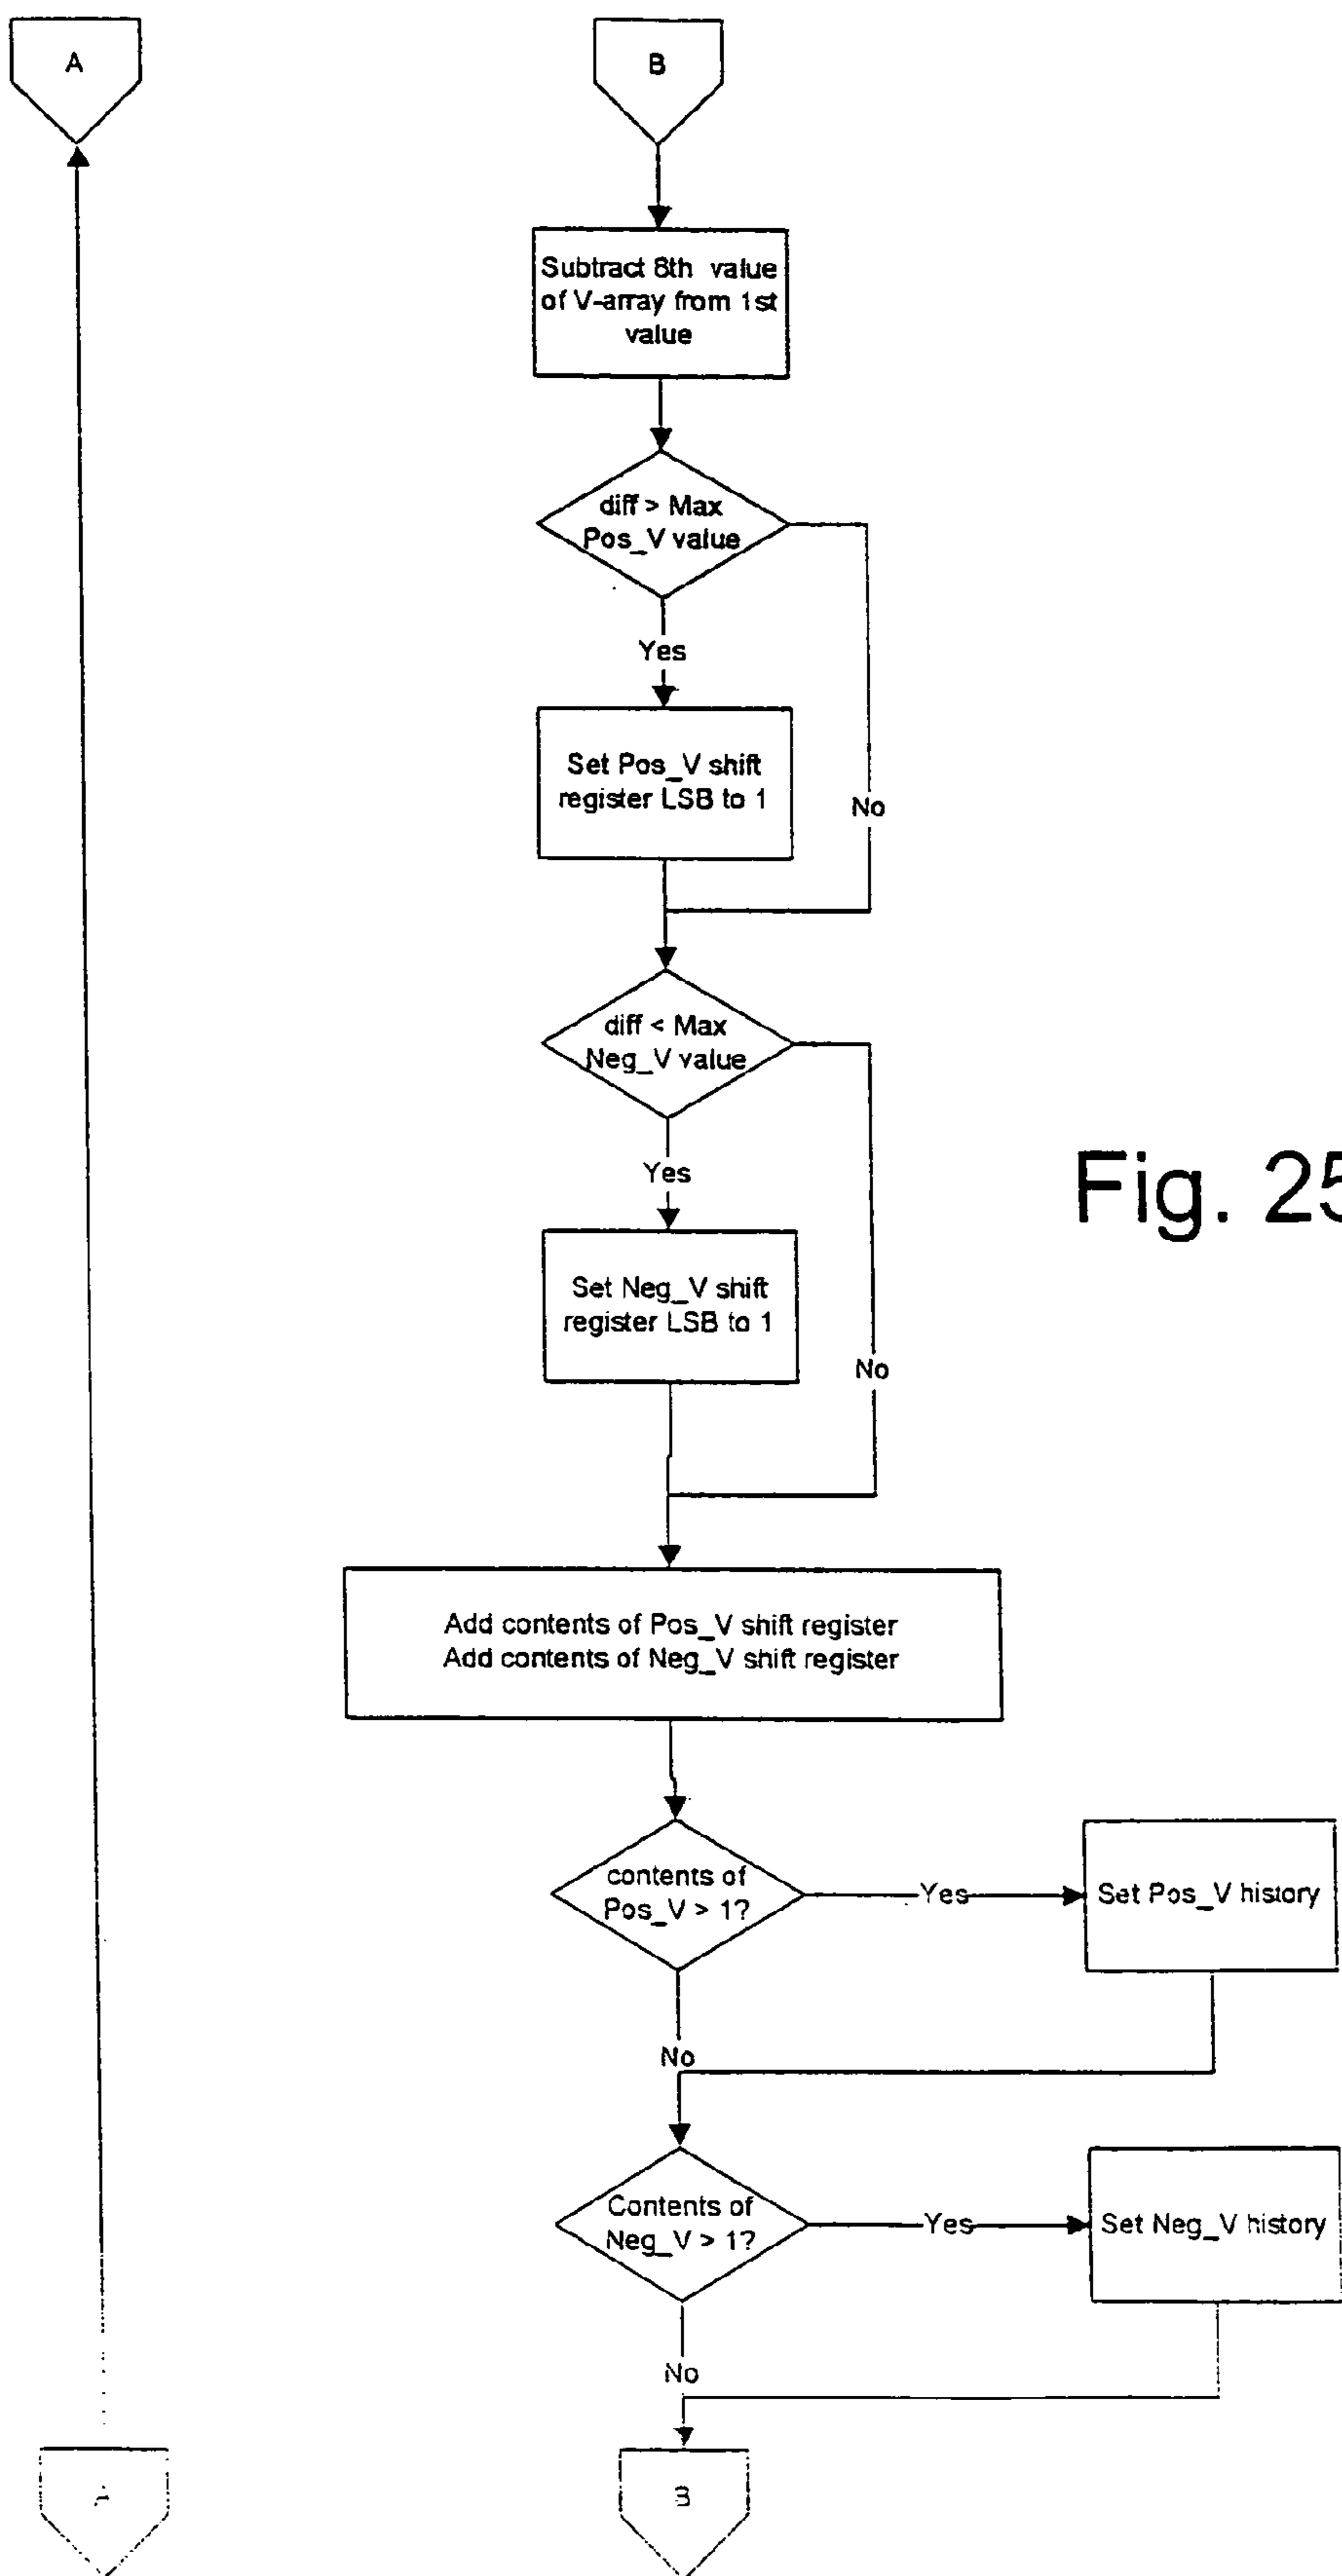 A
B
Subtract 8th value
of V-array from 1st
value
diff > Max
Pos_V value
Yes
No
Set Pos_V shift
register LSB to 1
diff < Max
Neg_V value
Yes
No
Set Neg_V shift
register LSB to 1
Fig. 25
Add contents of Pos_V shift register
Add contents of Neg_V shift register
contents of
Pos_V > 1?
Yes
Set Pos_V history
No
Contents of
Neg_V > 1?
Yes
Set Neg_V history
No
B